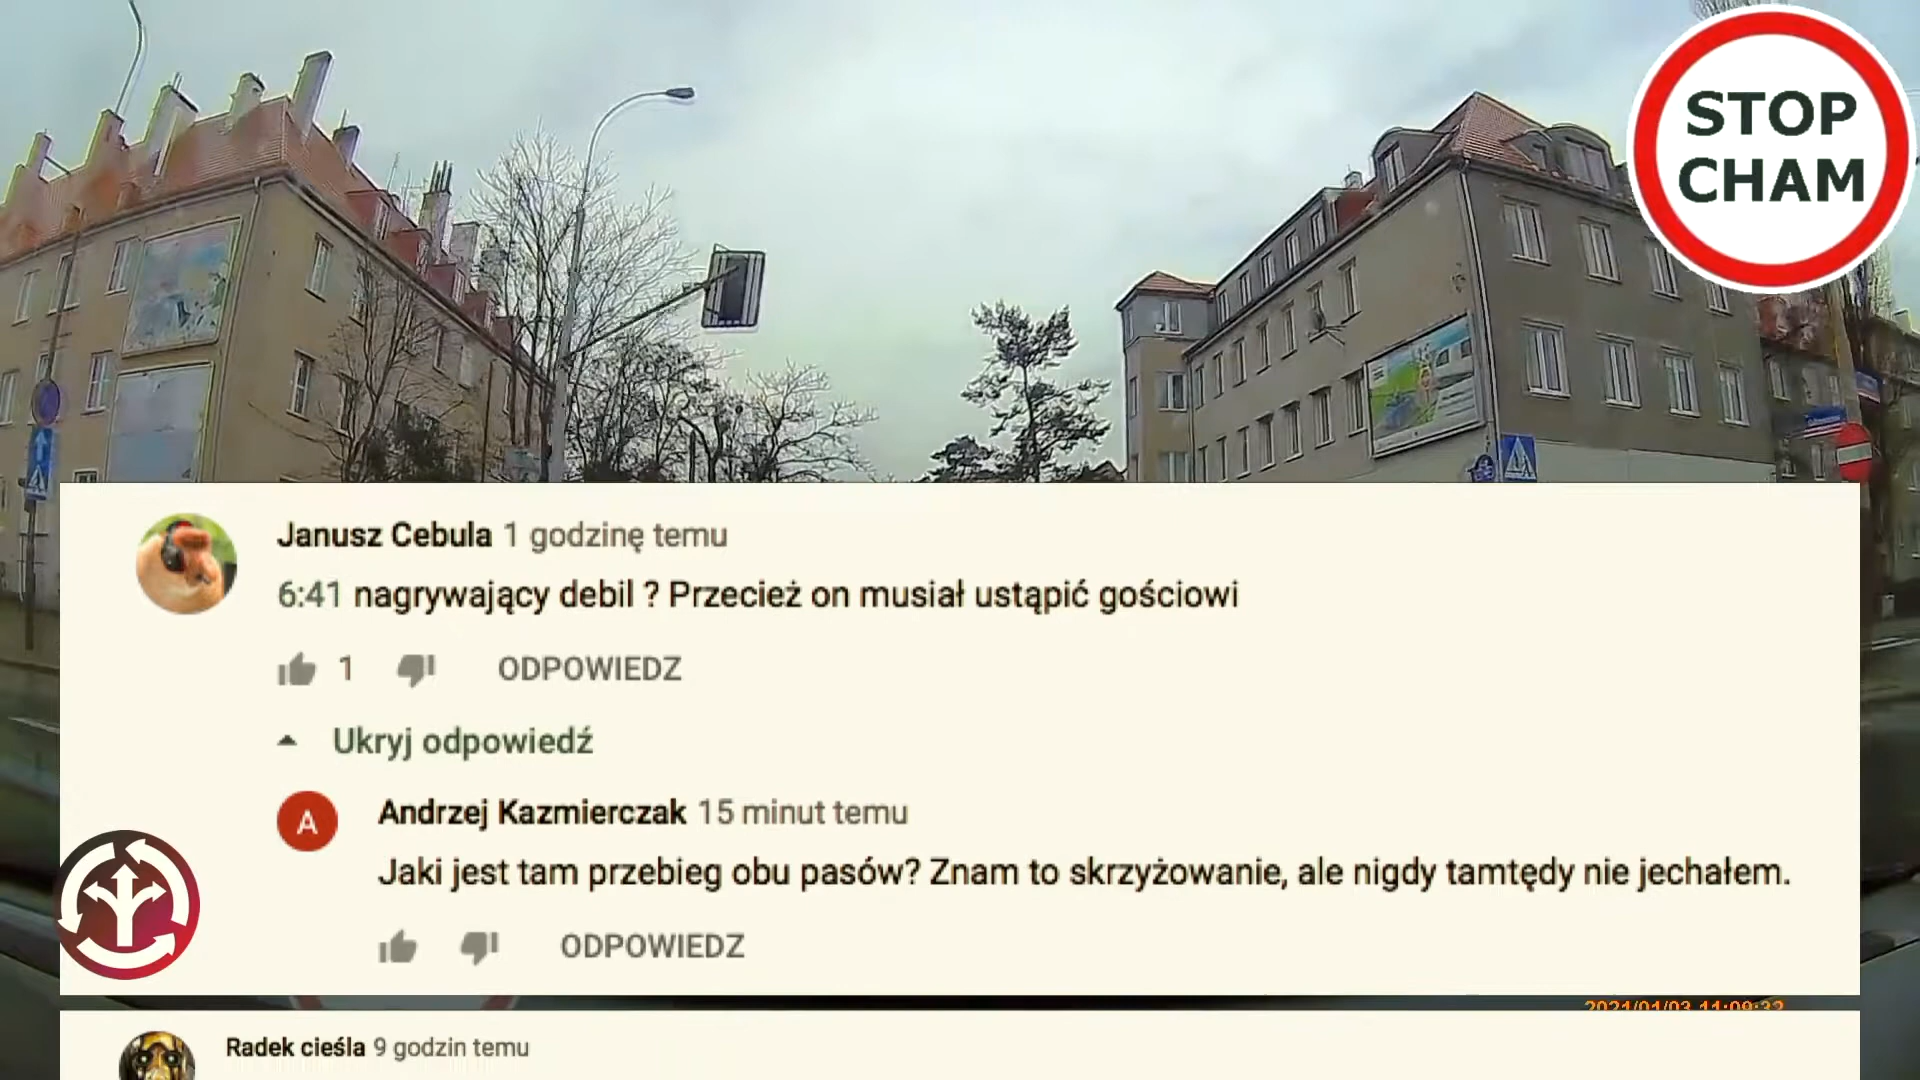 STOP
CHAM
Janusz Cebula 1 godzinę temu
6:41 nagrywający debil ? Przecież on musiał ustąpić gościowi
1 ODPOWIEDZ
Ukryj odpowiedź
A
Andrzej Kazmierczak 15 minut temu
Jaki jest tam przebieg obu pasów? Znam to skrzyżowanie, ale nigdy tamtędy nie jechałem.
ODPOWIEDZ
2021/01/03 11:09:32
Radek cieśla 9 godzin temu